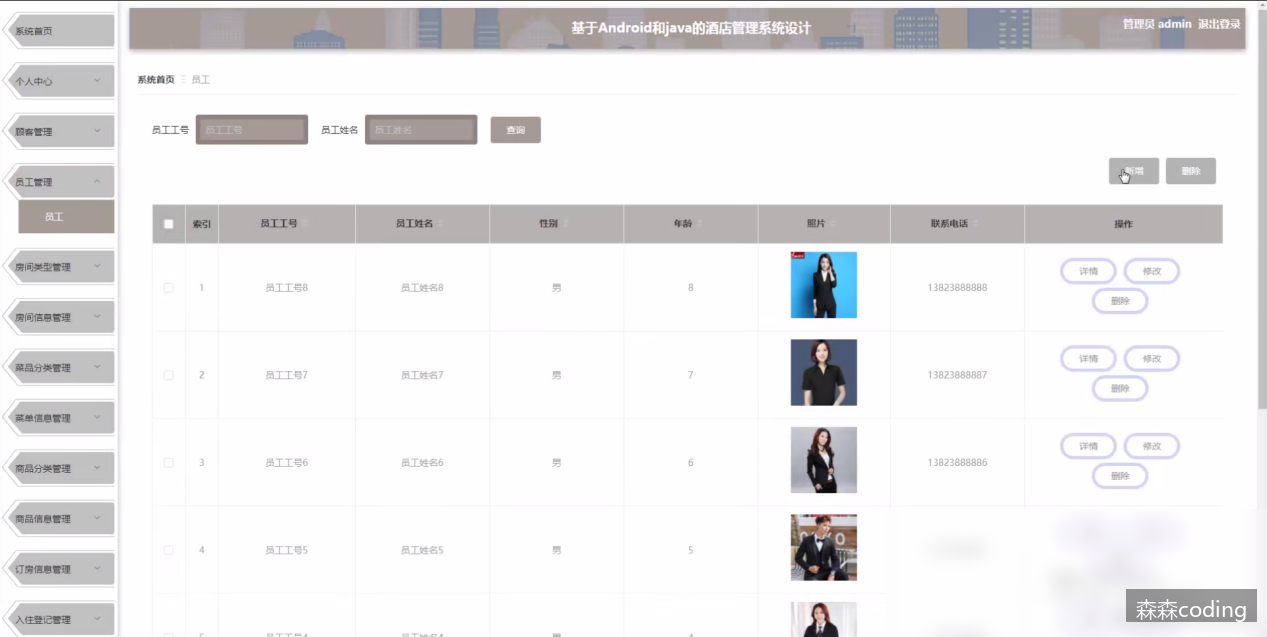 基于Android和java的酒店管理系统设计
管理员 admin 退出登录
系统首页
个人中心
顾客管理
员工管理
员工
房间类型管理
房间信息管理
菜品分类管理
菜单信息管理
商品分类管理
商品信息管理
订房信息管理
入住登记管理
系统首页 员工
员工工号 员工工号 员工姓名 员工姓名 查询
新增 删除
索引 员工工号 员工姓名 性别 年龄 照片 联系电话 操作
1 员工工号8 员工姓名8 男 8 13823888888 详情 修改
删除
2 员工工号7 员工姓名7 男 7 13823888887 详情 修改
删除
3 员工工号6 员工姓名6 男 6 13823888886 详情 修改
删除
4 员工工号5 员工姓名5 男 5
森森coding